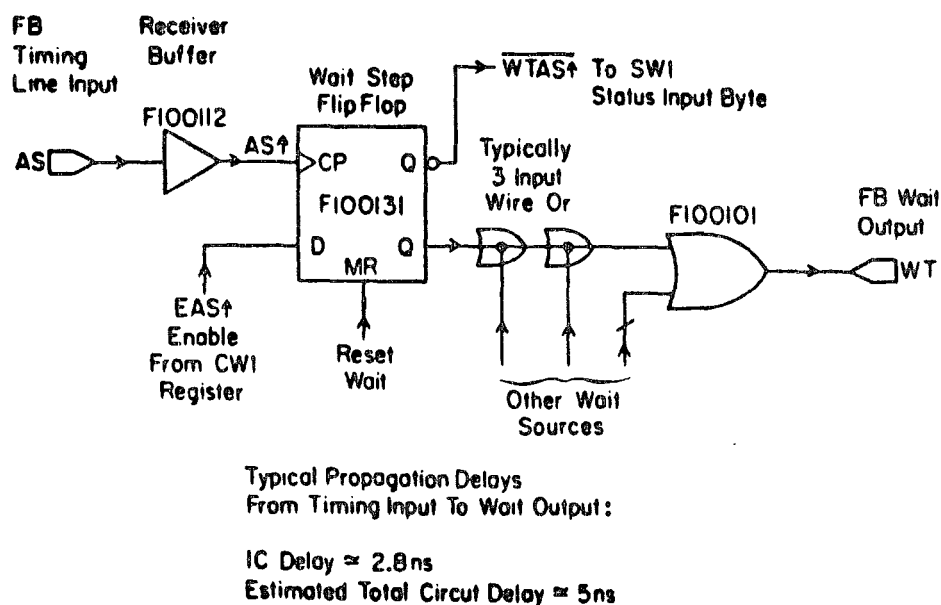 FB
Timing
Line Input
Receiver
Buffer
F100112
AS
AS↑
Wait Step
Flip Flop
CP
Q
F100131
D
Q
MR
WTAS↑ To SW1
Status Input Byte
Typically
3 Input
Wire Or
F100101
FB Wait
Output
WT
EAS↑
Enable
From CW1
Register
Reset
Wait
Other Wait
Sources
Typical Propagation Delays
From Timing Input To Wait Output:
IC Delay ≈ 2.8ns
Estimated Total Circut Delay ≈ 5ns